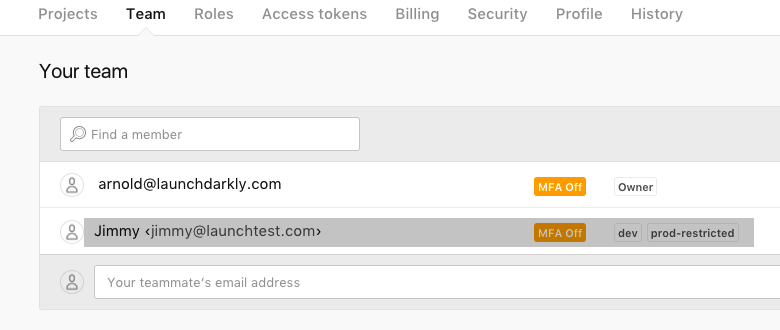 Projects Team Roles Access tokens Billing Security Profile History
Your team
Find a member
arnold@launchdarkly.com MFA Off Owner
Jimmy <jimmy@launchtest.com> MFA Off dev prod-restricted
Your teammate's email address